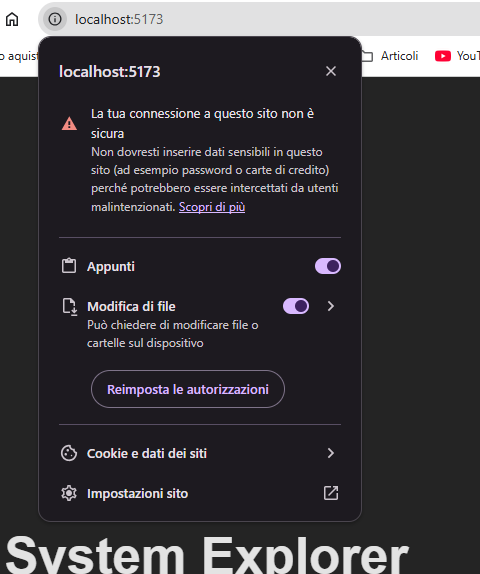 localhost:5173
o aquist
Articoli
YouT
localhost:5173
La tua connessione a questo sito non è
sicura
Non dovresti inserire dati sensibili in questo
sito (ad esempio password o carte di credito)
perché potrebbero essere intercettati da utenti
malintenzionati. Scopri di più
Appunti
Modifica di file
Può chiedere di modificare file o
cartelle sul dispositivo
Reimposta le autorizzazioni
Cookie e dati dei siti
Impostazioni sito
System Explorer